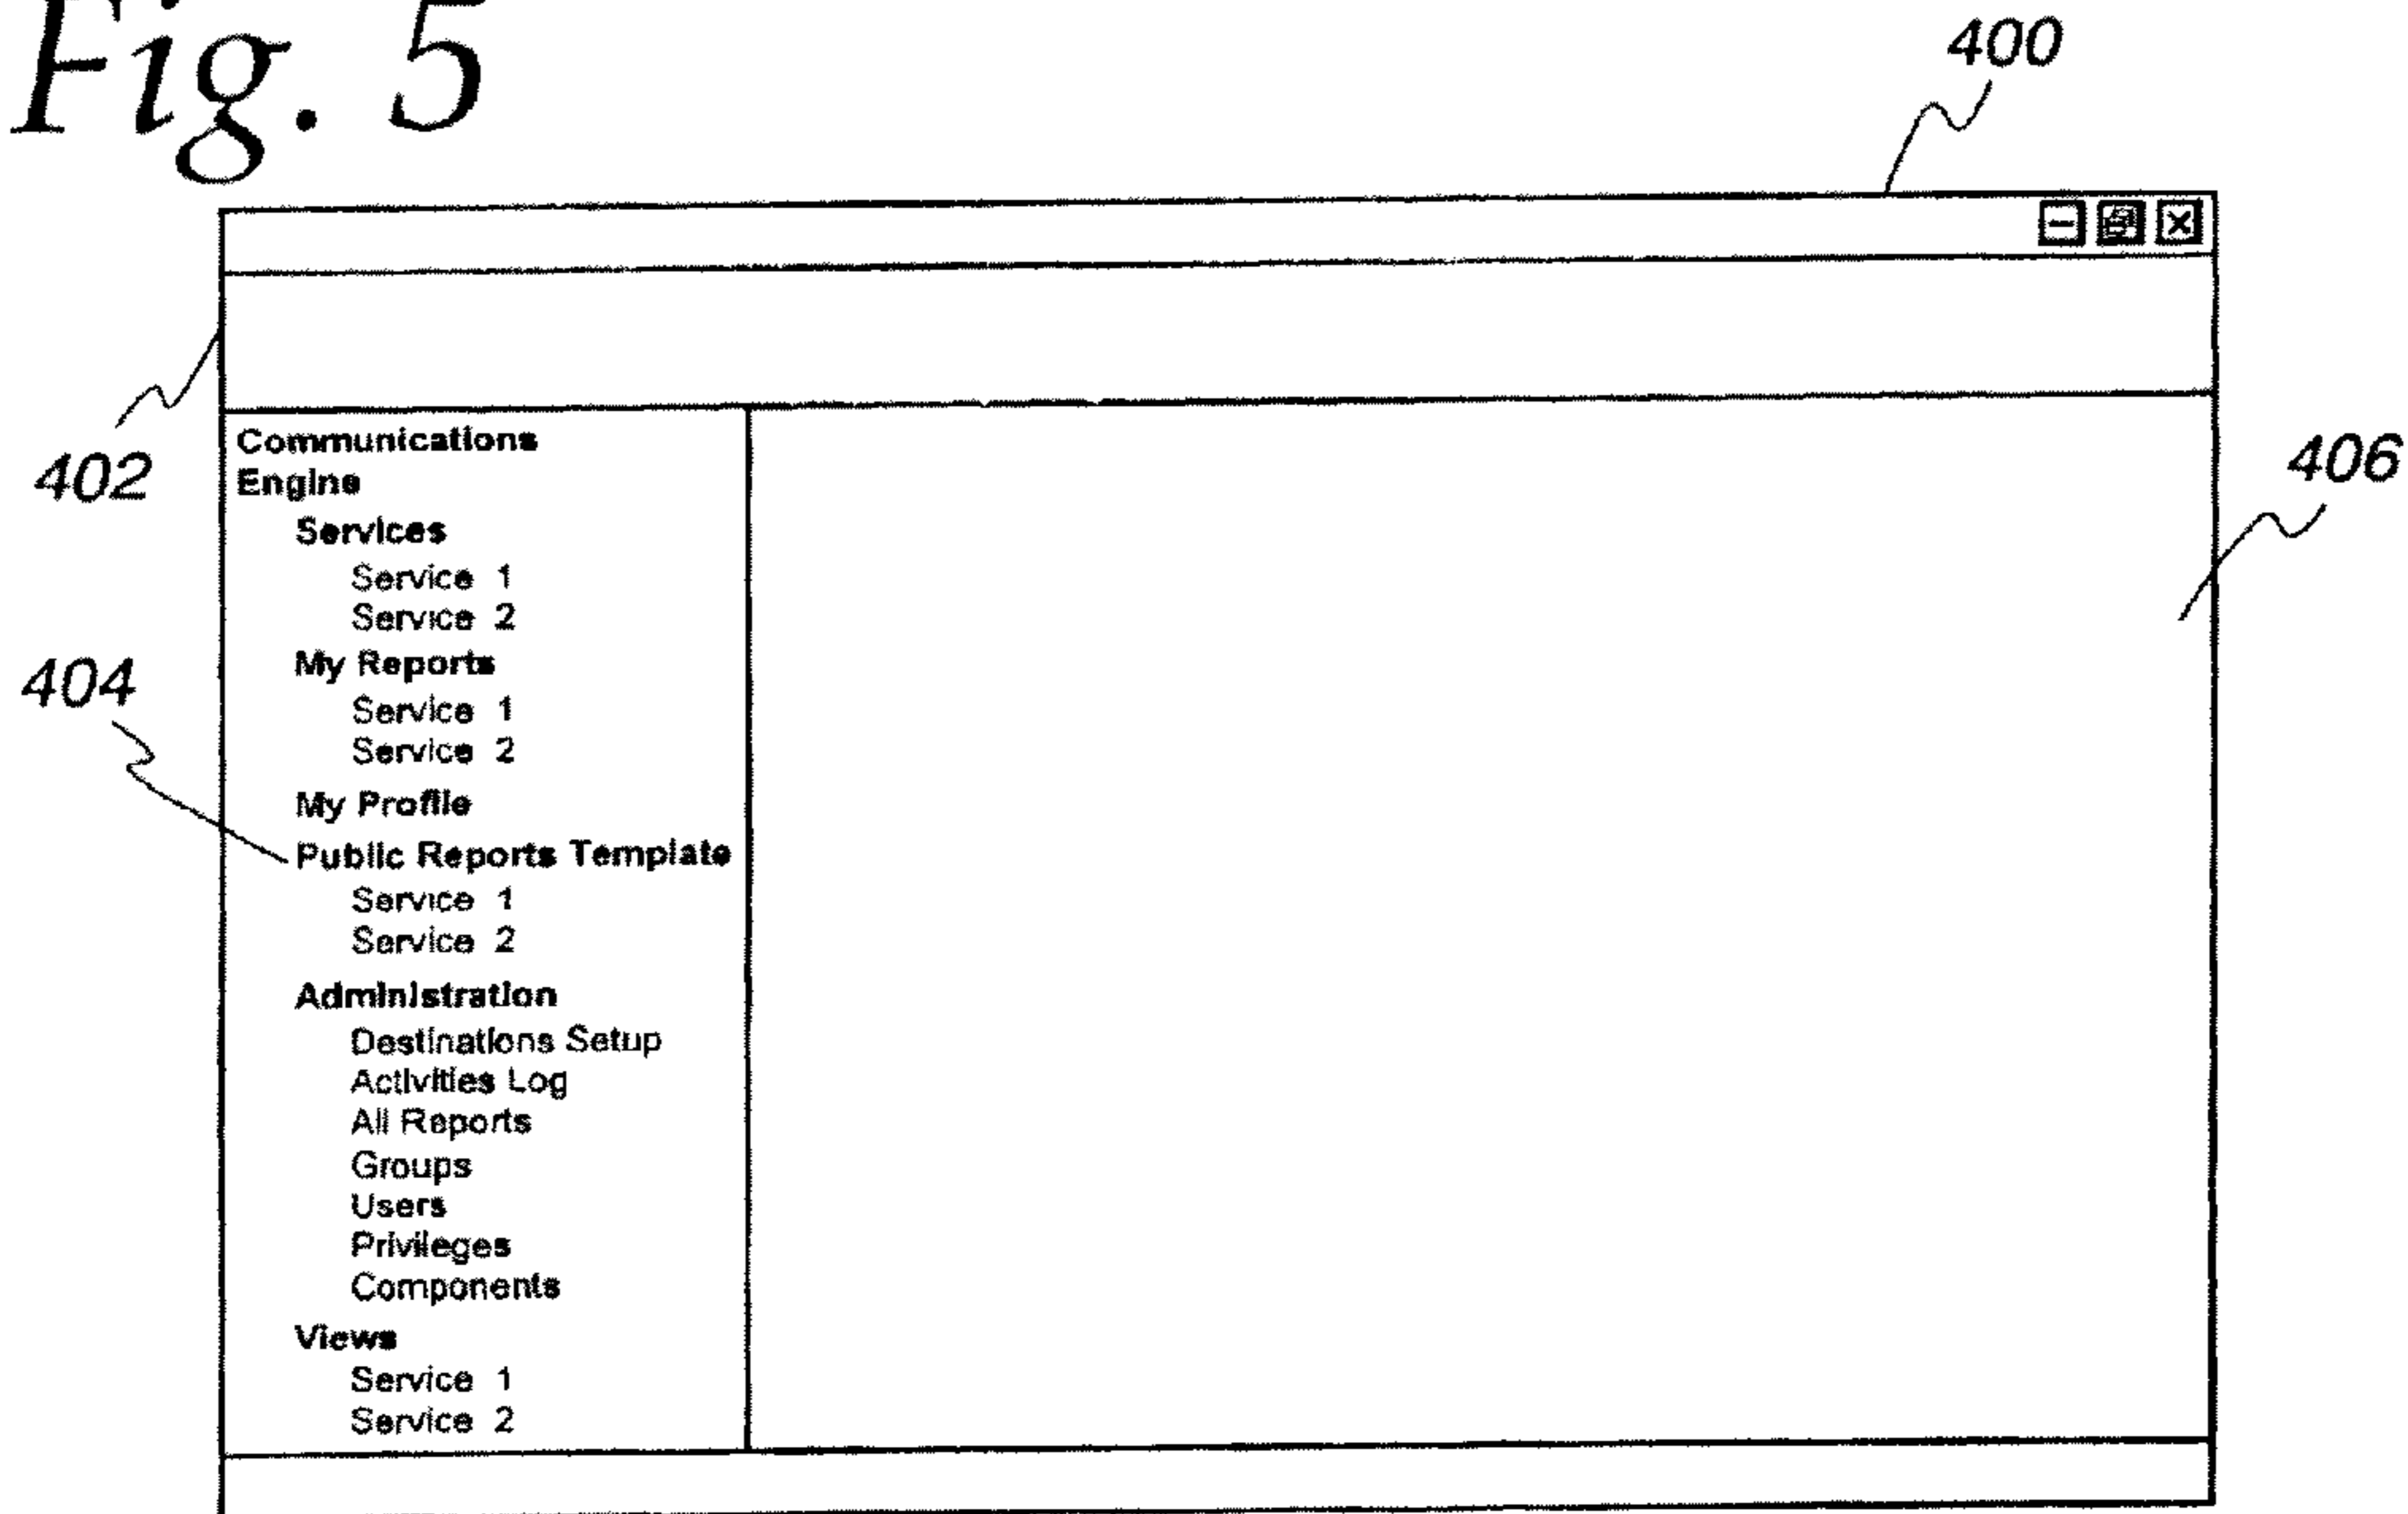 Fig. 5
400
402
Communications
Engine
406
Services
Service 1
Service 2
My Reports
404
Service 1
Service 2
My Profile
Public Reports Template
Service 1
Service 2
Administration
Destinations Setup
Activities Log
All Reports
Groups
Users
Privileges
Components
Views
Service 1
Service 2